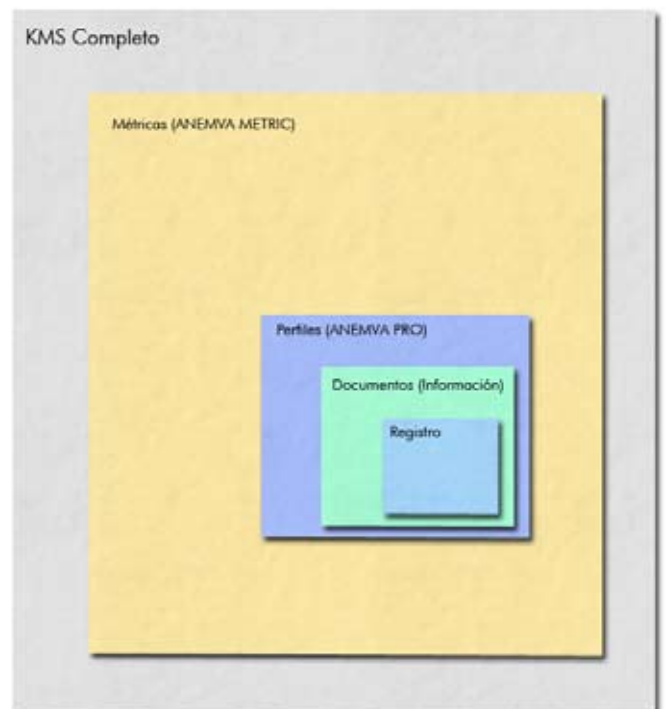 KMS Completo
Métricas (ANEMVA METRIC)
Perfiles (ANEMVA PRO)
Documentos (Información)
Registro